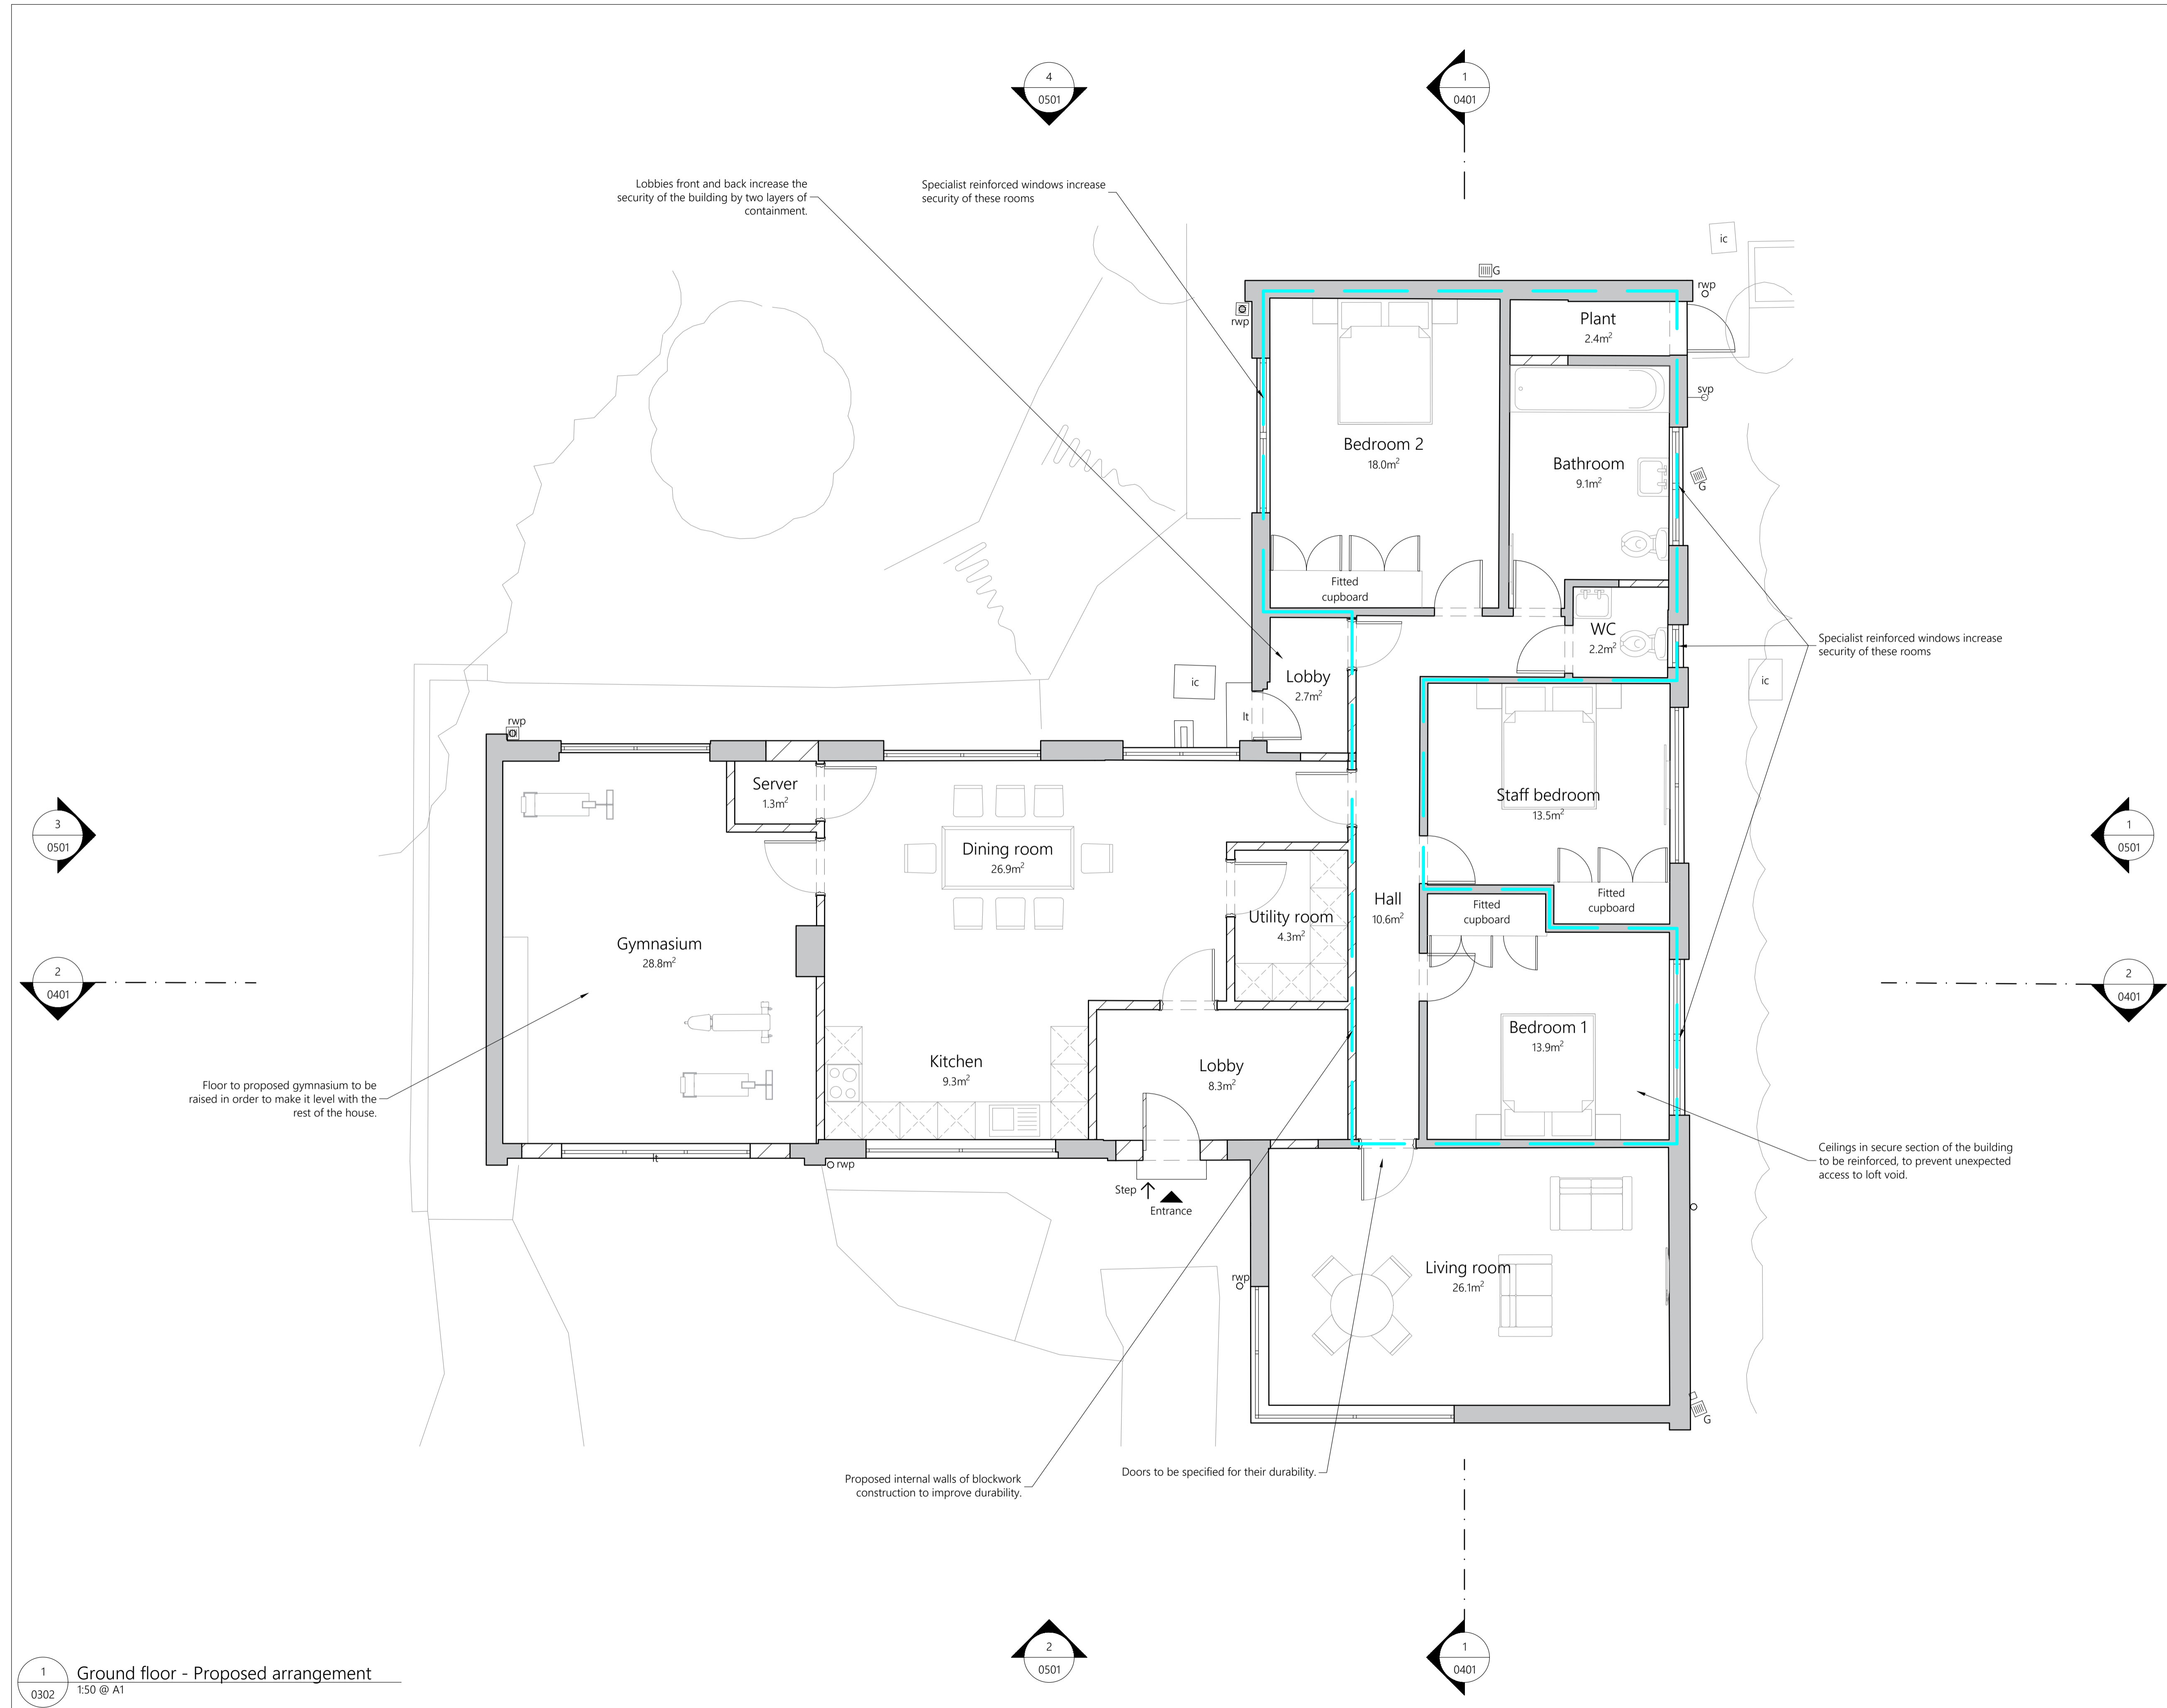 4
0501
1
0401
Lobbies front and back increase the
security of the building by two layers of
containment.
Specialist reinforced windows increase
security of these rooms
ic
G
rwp
rwp
Plant
2.4m²
svp
Bedroom 2
18.0m²
Bathroom
9.1m²
G
Fitted
cupboard
WC
2.2m²
Specialist reinforced windows increase
security of these rooms
Lobby
2.7m²
ic
ic
lt
rwp
Server
1.3m²
Staff bedroom
13.5m²
3
0501
1
0501
Dining room
26.9m²
Fitted
cupboard
Fitted
cupboard
Hall
10.6m²
Utility room
4.3m²
Gymnasium
28.8m²
2
0401
2
0401
Bedroom 1
13.9m²
Kitchen
9.3m²
Lobby
8.3m²
Floor to proposed gymnasium to be
raised in order to make it level with the
rest of the house.
Ceilings in secure section of the building
to be reinforced, to prevent unexpected
access to loft void.
lt
rwp
Step
Entrance
Living room
26.1m²
rwp
G
Proposed internal walls of blockwork
construction to improve durability.
Doors to be specified for their durability.
2
0501
1
0401
1
0302
Ground floor - Proposed arrangement
1:50 @ A1